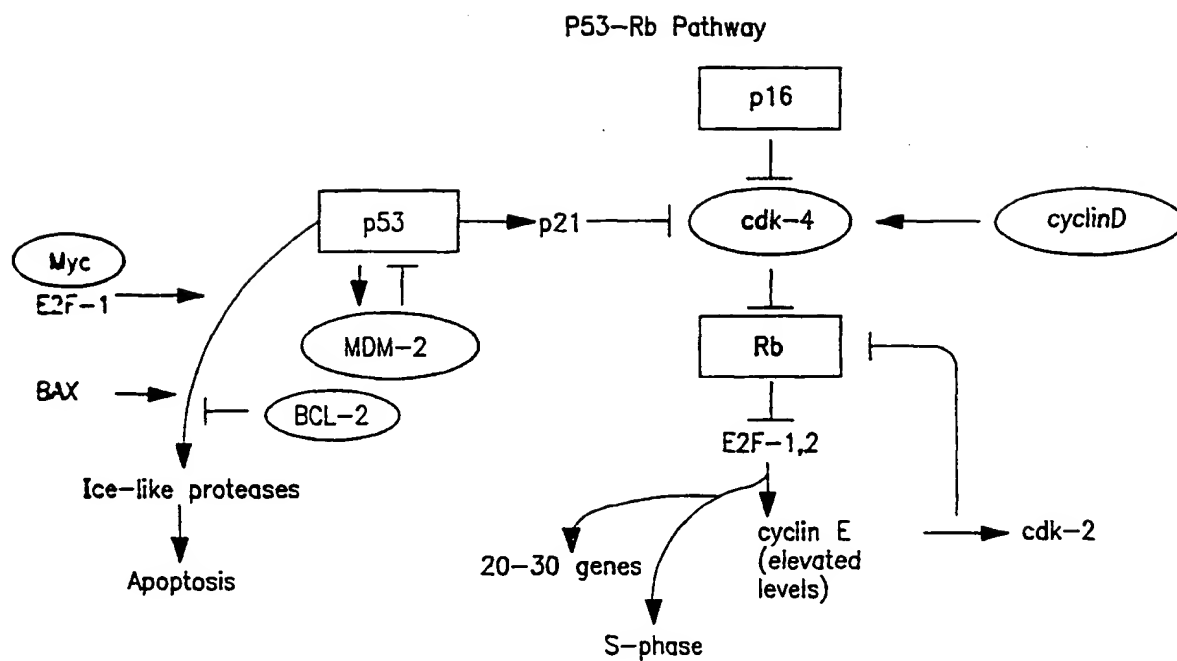 P53-Rb Pathway
p16
p53
p21
cdk-4
cyclinD
Myc
E2F-1
MDM-2
Rb
BAX
BCL-2
E2F-1,2
Ice-like proteases
20-30 genes
cyclin E
(elevated
levels)
cdk-2
Apoptosis
S-phase